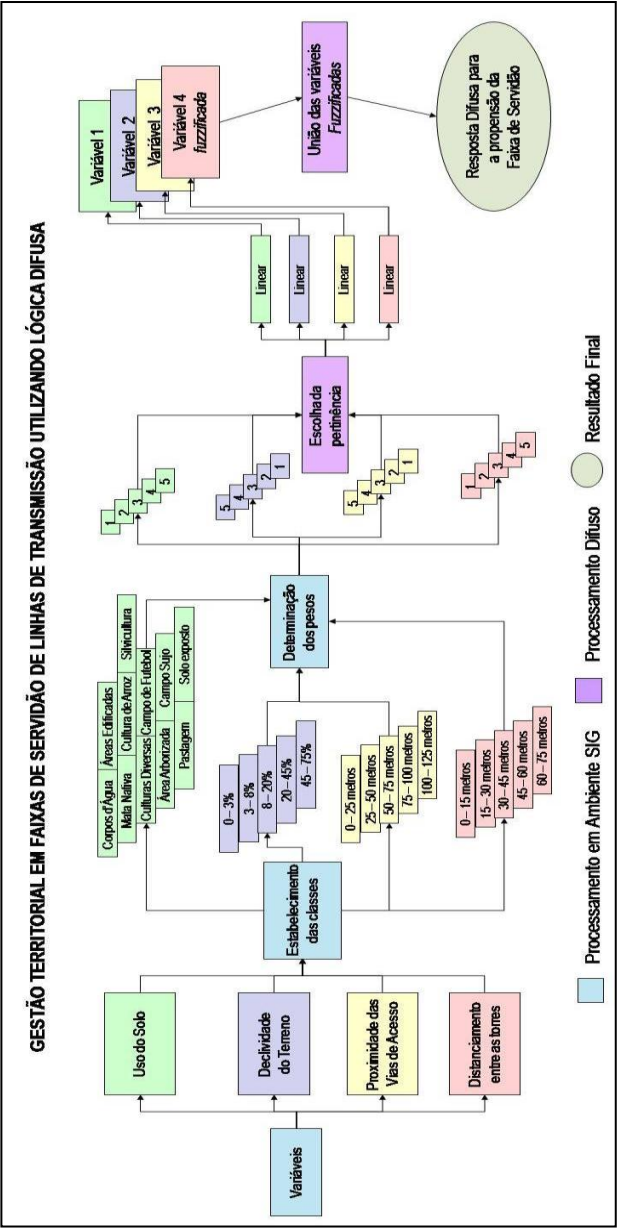 GESTÃO TERRITORIAL EM FAIXAS DE SERVIDÃO DE LINHAS DE TRANSMISSÃO UTILIZANDO LÓGICA DIFUSA
Variáveis
Uso do Solo
Declividade
do Terreno
Proximidade das
Vias de Acesso
Distanciamento
entre as torres
Estabelecimento
das classes
Corpos d'Água
Áreas Edificadas
Mata Nativa
Cultura de Arroz
Silvicultura
Culturas Diversas
Campo de Futebol
Área Arborizada
Campo Sujo
Pastagem
Solo exposto
0 – 3%
3 – 8%
8 – 20%
20 – 45%
45 – 75%
0 – 25 metros
25 – 50 metros
50 – 75 metros
75 – 100 metros
100 – 125 metros
0 – 15 metros
15 – 30 metros
30 – 45 metros
45 – 60 metros
60 – 75 metros
Determinação
dos pesos
1
2
3
4
5
5
4
3
2
1
5
4
3
2
1
1
2
3
4
5
Escolha da
pertinência
Linear
Linear
Linear
Linear
Variável 1
Variável 2
Variável 3
Variável 4
fuzzificada
União das variáveis
Fuzzificadas
Resposta Difusa para
a propensão da
Faixa de Servidão
Processamento em Ambiente SIG
Processamento Difuso
Resultado Final